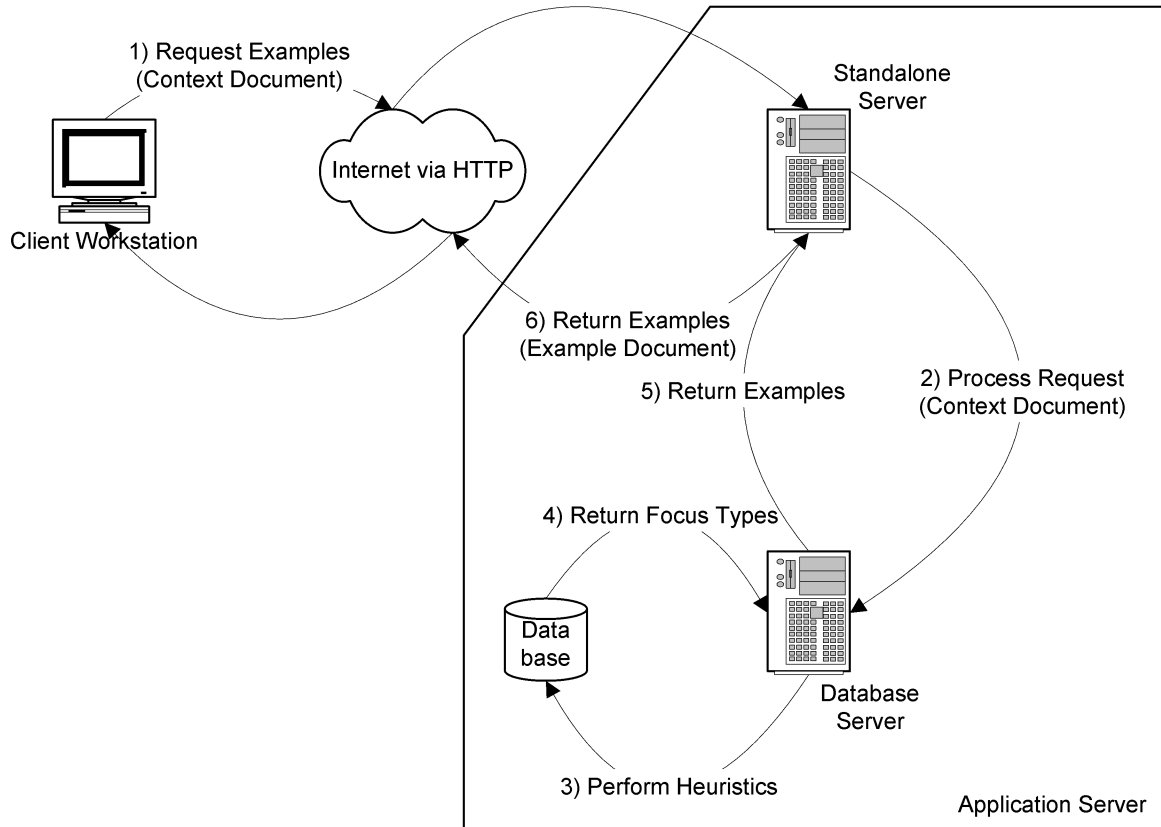 1) Request Examples
(Context Document)
Standalone
Server
Internet via HTTP
Client Workstation
6) Return Examples
(Example Document)
5) Return Examples
2) Process Request
(Context Document)
4) Return Focus Types
Data
base
Database
Server
3) Perform Heuristics
Application Server